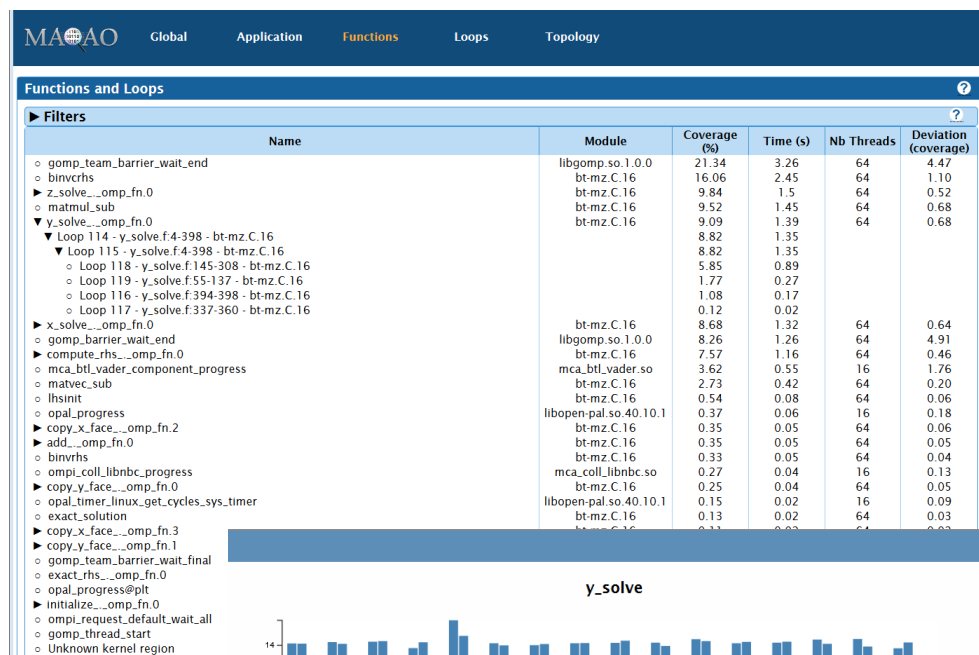 MAQAO Global Application Functions Loops Topology
Functions and Loops ?
▶ Filters ?
Name Module Coverage (%) Time (s) Nb Threads Deviation (coverage)
○ gomp_team_barrier_wait_end libgomp.so.1.0.0 21.34 3.26 64 4.47
○ binvcrhs bt-mz.C.16 16.06 2.45 64 1.10
▶ z_solve_._omp_fn.0 bt-mz.C.16 9.84 1.5 64 0.52
○ matmul_sub bt-mz.C.16 9.52 1.45 64 0.68
▼ y_solve_._omp_fn.0 bt-mz.C.16 9.09 1.39 64 0.68
▼ Loop 114 - y_solve.f:4-398 - bt-mz.C.16 8.82 1.35
▼ Loop 115 - y_solve.f:4-398 - bt-mz.C.16 8.82 1.35
○ Loop 118 - y_solve.f:145-308 - bt-mz.C.16 5.85 0.89
○ Loop 119 - y_solve.f:55-137 - bt-mz.C.16 1.77 0.27
○ Loop 116 - y_solve.f:394-398 - bt-mz.C.16 1.08 0.17
○ Loop 117 - y_solve.f:337-360 - bt-mz.C.16 0.12 0.02
▶ x_solve_._omp_fn.0 bt-mz.C.16 8.68 1.32 64 0.64
○ gomp_barrier_wait_end libgomp.so.1.0.0 8.26 1.26 64 4.91
▶ compute_rhs_._omp_fn.0 bt-mz.C.16 7.57 1.16 64 0.46
○ mca_btl_vader_component_progress mca_btl_vader.so 3.62 0.55 16 1.76
○ matvec_sub bt-mz.C.16 2.73 0.42 64 0.20
○ lhsinit bt-mz.C.16 0.54 0.08 64 0.06
○ opal_progress libopen-pal.so.40.10.1 0.37 0.06 16 0.18
▶ copy_x_face_._omp_fn.2 bt-mz.C.16 0.35 0.05 64 0.06
▶ add_._omp_fn.0 bt-mz.C.16 0.35 0.05 64 0.05
○ binvrhs bt-mz.C.16 0.33 0.05 64 0.04
○ ompi_coll_libnbc_progress mca_coll_libnbc.so 0.27 0.04 16 0.13
▶ copy_y_face_._omp_fn.0 bt-mz.C.16 0.25 0.04 64 0.05
○ opal_timer_linux_get_cycles_sys_timer libopen-pal.so.40.10.1 0.15 0.02 16 0.09
○ exact_solution bt-mz.C.16 0.13 0.02 64 0.03
▶ copy_x_face_._omp_fn.3
▶ copy_y_face_._omp_fn.1
○ gomp_team_barrier_wait_final
○ exact_rhs_._omp_fn.0
○ opal_progress@plt
▶ initialize_._omp_fn.0
○ ompi_request_default_wait_all
○ gomp_thread_start
○ Unknown kernel region
y_solve
14